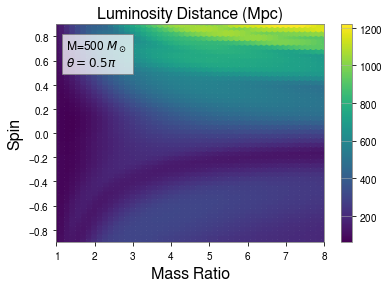 Luminosity Distance (Mpc)
M=500 M⊙
θ = 0.5π
Spin
0.8
0.6
0.4
0.2
0.0
−0.2
−0.4
−0.6
−0.8
1 2 3 4 5 6 7 8
Mass Ratio
1200
1000
800
600
400
200